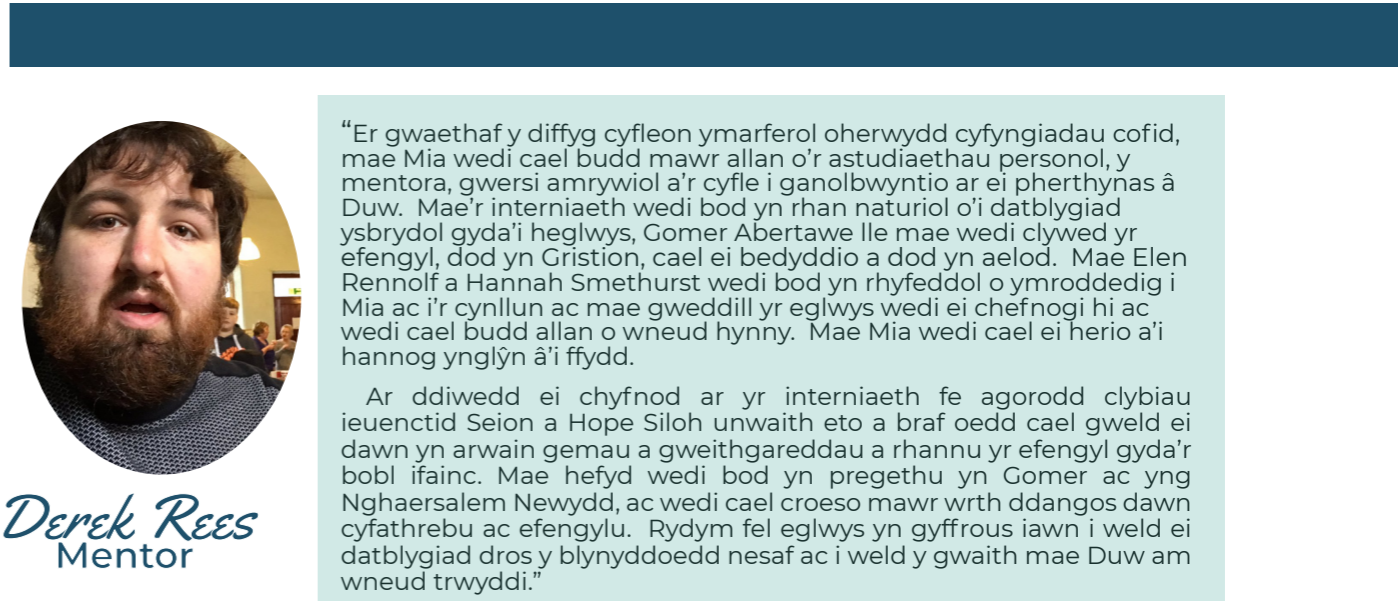 “Er gwaethaf y diffyg cyfleon ymarferol oherwydd cyfyngiadau cofid,
mae Mia wedi cael budd mawr allan o’r astudiaethau personol, y
mentora, gwersi amrywiol a’r cyfle i ganolbwyntio ar ei pherthynas â
Duw. Mae’r interniaeth wedi bod yn rhan naturiol o’i datblygiad
ysbrydol gyda’i heglwys, Gomer Abertawe lle mae wedi clywed yr
efengyl, dod yn Gristion, cael ei bedyddio a dod yn aelod. Mae Elen
Rennolf a Hannah Smethurst wedi bod yn rhyfeddol o ymroddedig i
Mia ac i’r cynllun ac mae gweddill yr eglwys wedi ei chefnogi hi ac
wedi cael budd allan o wneud hynny. Mae Mia wedi cael ei herio a’i
hannog ynglŷn â’i ffydd.
Ar ddiwedd ei chyfnod ar yr interniaeth fe agorodd clybiau
ieuenctid Seion a Hope Siloh unwaith eto a braf oedd cael gweld ei
dawn yn arwain gemau a gweithgareddau a rhannu yr efengyl gyda’r
bobl ifainc. Mae hefyd wedi bod yn pregethu yn Gomer ac yng
Nghaersalem Newydd, ac wedi cael croeso mawr wrth ddangos dawn
cyfathrebu ac efengylu. Rydym fel eglwys yn gyffrous iawn i weld ei
datblygiad dros y blynyddoedd nesaf ac i weld y gwaith mae Duw am
wneud trwyddi.”
Derek Rees
Mentor